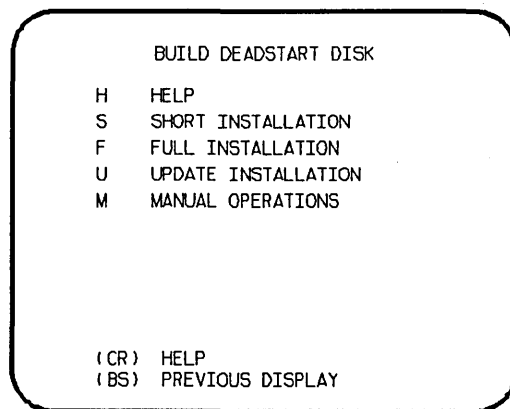 BUILD DEADSTART DISK
H HELP
S SHORT INSTALLATION
F FULL INSTALLATION
U UPDATE INSTALLATION
M MANUAL OPERATIONS
(CR) HELP
(BS) PREVIOUS DISPLAY